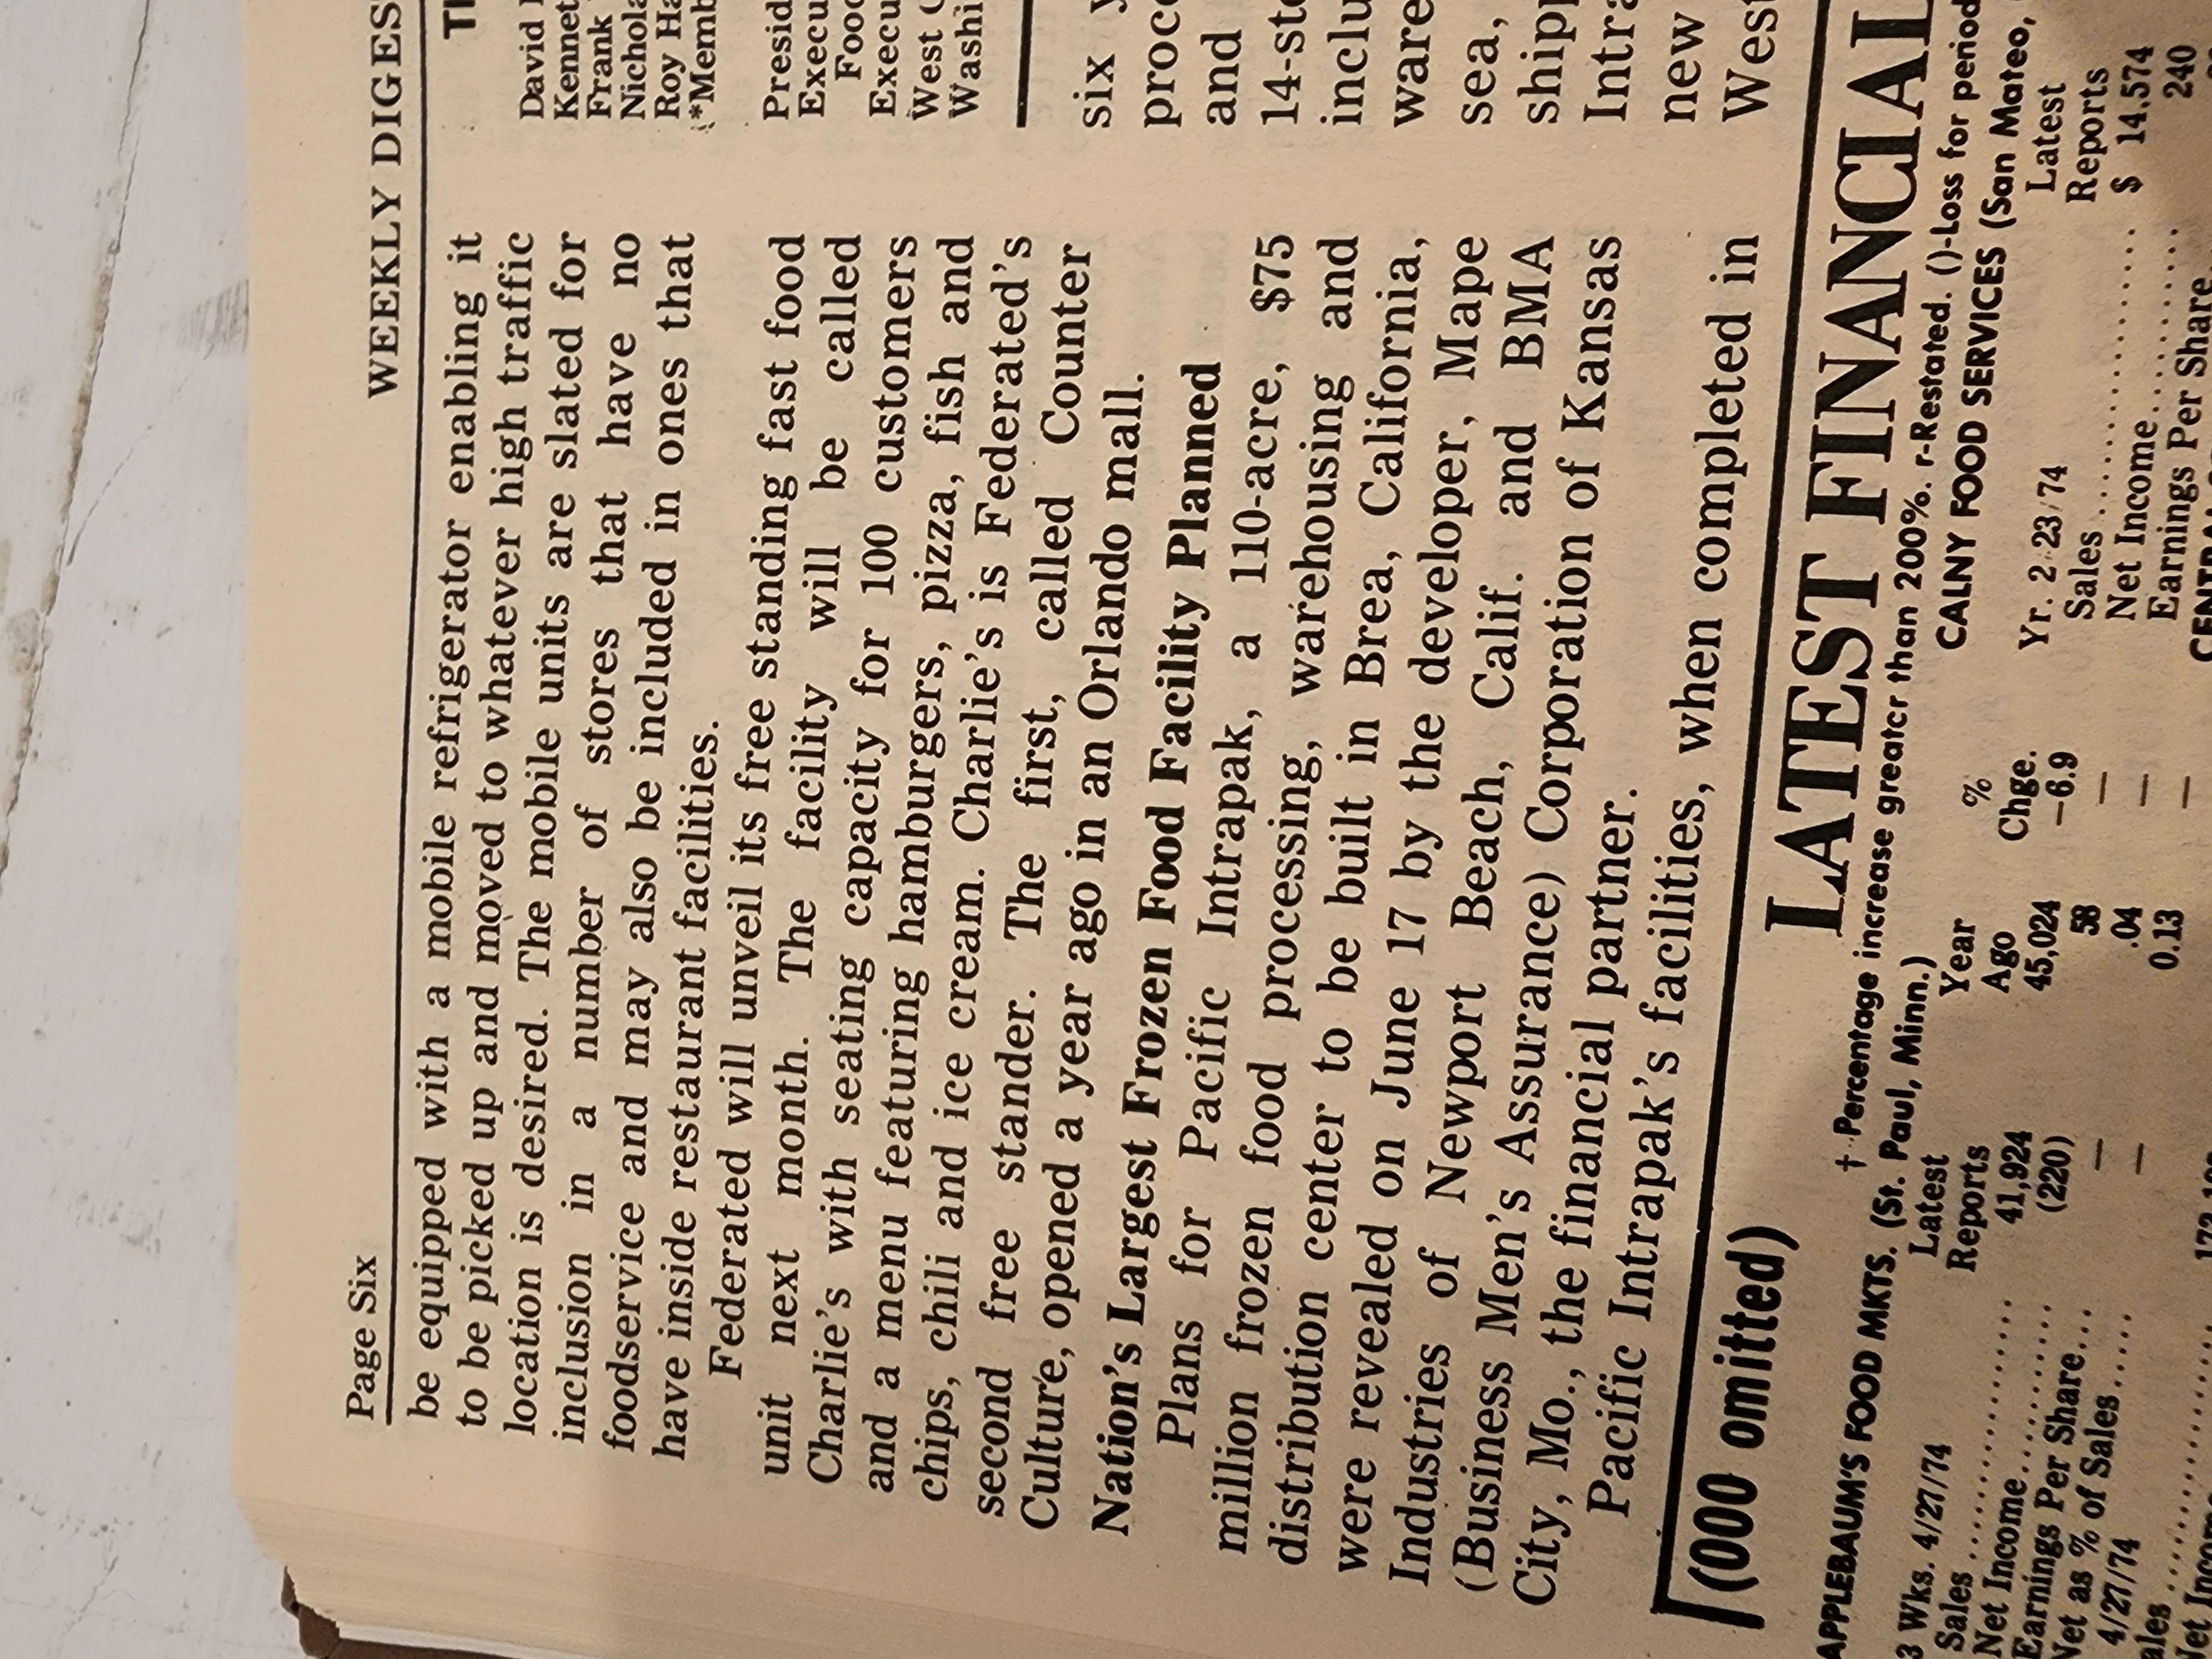 Page Six
WEEKLY DIGES
be equipped with a mobile refrigerator enabling it
to be picked up and moved to whatever high traffic
location is desired. The mobile units are slated for
inclusion in a number of stores that have no
foodservice and may also be included in ones that
have inside restaurant facilities.
Federated will unveil its free standing fast food
unit next month. The facility will be called
Charlie's with seating capacity for 100 customers
and a menu featuring hamburgers, pizza, fish and
chips, chili and ice cream. Charlie's is Federated's
second free stander. The first, called Counter
Culture, opened a year ago in an Orlando mall.
Nation's Largest Frozen Food Facility Planned
Plans for Pacific Intrapak, a 110-acre, $75
million frozen food processing, warehousing and
distribution center to be built in Brea, California,
were revealed on June 17 by the developer, Mape
Industries of Newport Beach, Calif. and BMA
(Business Men's Assurance) Corporation of Kansas
City, Mo., the financial partner.
Pacific Intrapak's facilities, when completed in
David
Kennet
Frank
Nichola
Roy Ha
*Memb
Presid
Execu
Food
Execu
West
Washi
six
proc
and
14-st
inclu
ware
sea,
ship
Intra
new
West
(000 omitted)
LATEST FINANCIAL
† Percentage increase greater than 200%. r-Restated. ()-Loss for period
APPLEBAUM'S FOOD MKTS. (St. Paul, Minn.)
Latest Year %
Reports Ago Chge.
3 Wks. 4/27/74
Sales 41,924 45,024 —6.9
Net Income (220) 58 —
Earnings Per Share — .04 —
Net as % of Sales — 0.13 —
4/27/74
ales
CALNY FOOD SERVICES (San Mateo,
Latest
Yr. 2/23/74 Reports
Sales $ 14,574
Net Income 240
Earnings Per Share